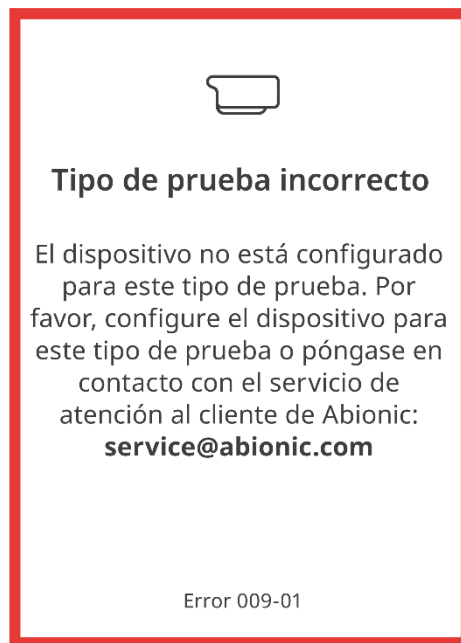 Tipo de prueba incorrecto
El dispositivo no está configurado
para este tipo de prueba. Por
favor, configure el dispositivo para
este tipo de prueba o póngase en
contacto con el servicio de
atención al cliente de Abionic:
service@abionic.com
Error 009-01